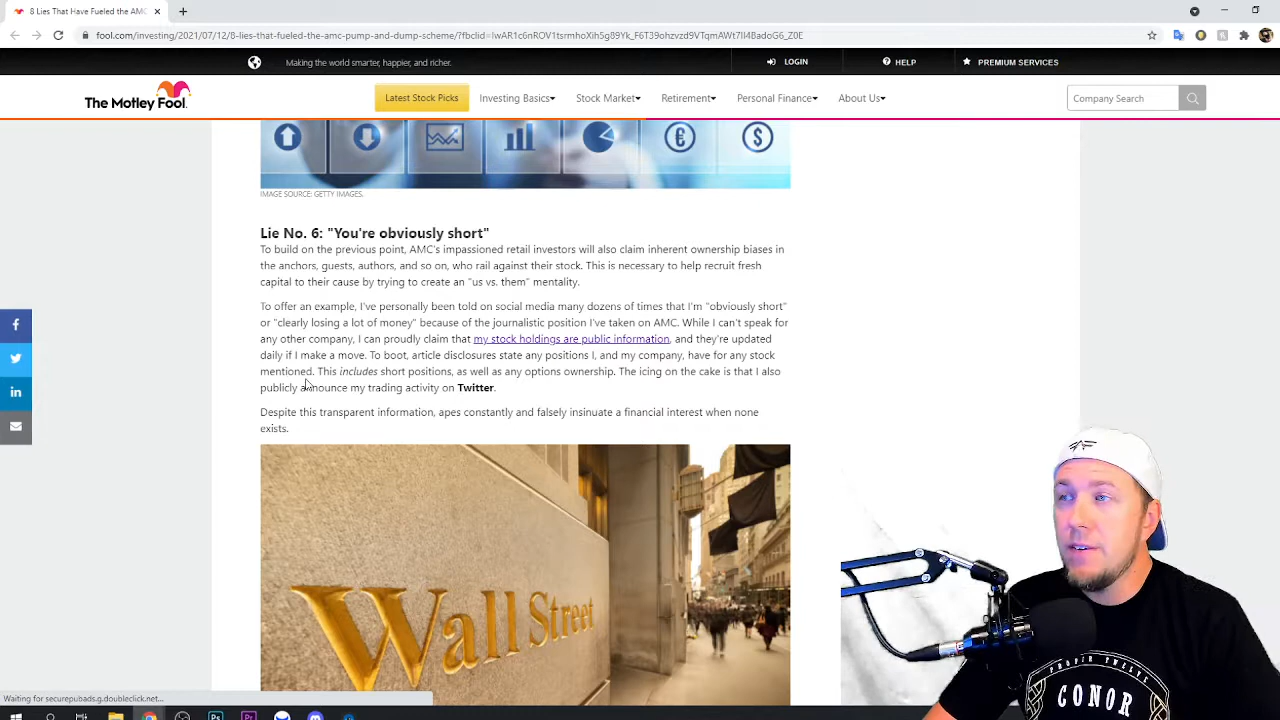 8 Lies That Have Fueled the AMC
fool.com/investing/2021/07/12/8-lies-that-fueled-the-amc-pump-and-dump-scheme/?fbclid=IwAR1c6nROV1tsrmhoXih5g89Yk_F6T39ohzvzd9VTqmAWt7Il4BadoG6_Z0E
Making the world smarter, happier, and richer.
LOGIN
HELP
PREMIUM SERVICES
The Motley Fool.
Latest Stock Picks
Investing Basics
Stock Market
Retirement
Personal Finance
About Us
Company Search
IMAGE SOURCE: GETTY IMAGES.
Lie No. 6: "You're obviously short"
To build on the previous point, AMC's impassioned retail investors will also claim inherent ownership biases in
the anchors, guests, authors, and so on, who rail against their stock. This is necessary to help recruit fresh
capital to their cause by trying to create an "us vs. them" mentality.
To offer an example, I've personally been told on social media many dozens of times that I'm "obviously short"
or "clearly losing a lot of money" because of the journalistic position I've taken on AMC. While I can't speak for
any other company, I can proudly claim that my stock holdings are public information, and they're updated
daily if I make a move. To boot, article disclosures state any positions I, and my company, have for any stock
mentioned. This includes short positions, as well as any options ownership. The icing on the cake is that I also
publicly announce my trading activity on Twitter.
Despite this transparent information, apes constantly and falsely insinuate a financial interest when none
exists.
Wall Street
PROPER TWELVE
CONOR
Waiting for securepubads.g.doubleclick.net...